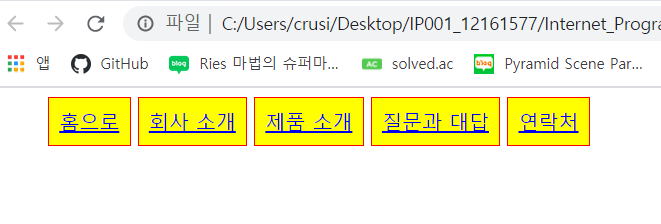 파일 | C:/Users/crusi/Desktop/IP001_12161577/Internet_Progra
앱 GitHub Ries 마법의 슈퍼마... solved.ac Pyramid Scene Par...
홈으로 회사 소개 제품 소개 질문과 대답 연락처